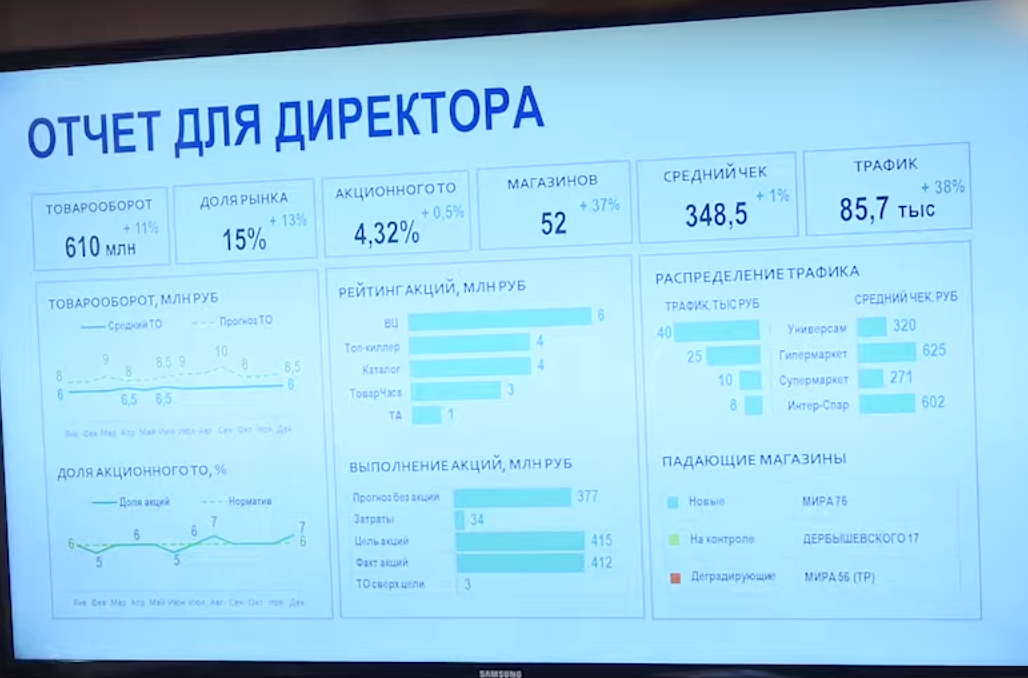 ОТЧЕТ ДЛЯ ДИРЕКТОРА
ТОВАРООБОРОТ
+ 11%
610 млн
ДОЛЯ РЫНКА
+ 13%
15%
АКЦИОННОГО ТО
+ 0,5%
4,32%
МАГАЗИНОВ
+ 37%
52
СРЕДНИЙ ЧЕК
+ 1%
348,5
ТРАФИК
+ 38%
85,7 тыс
ТОВАРООБОРОТ, МЛН РУБ
Средний ТО
Прогноз ТО
8 9 8 8,5 9 10 8 8,5
6 6,5 6,5 6
Янв Фев Мар Апр Май Июн Июл Авг Сен Окт Ноя Дек
ДОЛЯ АКЦИОННОГО ТО, %
Доля акций
Норматив
6 5 6 5 6 7 7 6
Янв Фев Мар Апр Май Июн Июл Авг Сен Окт Ноя Дек
РЕЙТИНГ АКЦИЙ, МЛН РУБ
ВЦ 6
Топ-киллер 4
Каталог 4
ТоварЧаса 3
ТА 1
ВЫПОЛНЕНИЕ АКЦИЙ, МЛН РУБ
Прогноз без акций 377
Затраты 34
Цель акций 415
Факт акций 412
ТО сверх цели 3
РАСПРЕДЕЛЕНИЕ ТРАФИКА
ТРАФИК, ТЫС РУБ
СРЕДНИЙ ЧЕК, РУБ
40 Универсам 320
25 Гипермаркет 625
10 Супермаркет 271
8 Интер-Спар 602
ПАДАЮЩИЕ МАГАЗИНЫ
Новые МИРА 76
На контроле ДЕРБЫШЕВСКОГО 17
Деградирующие МИРА 56 (ТР)
SAMSUNG